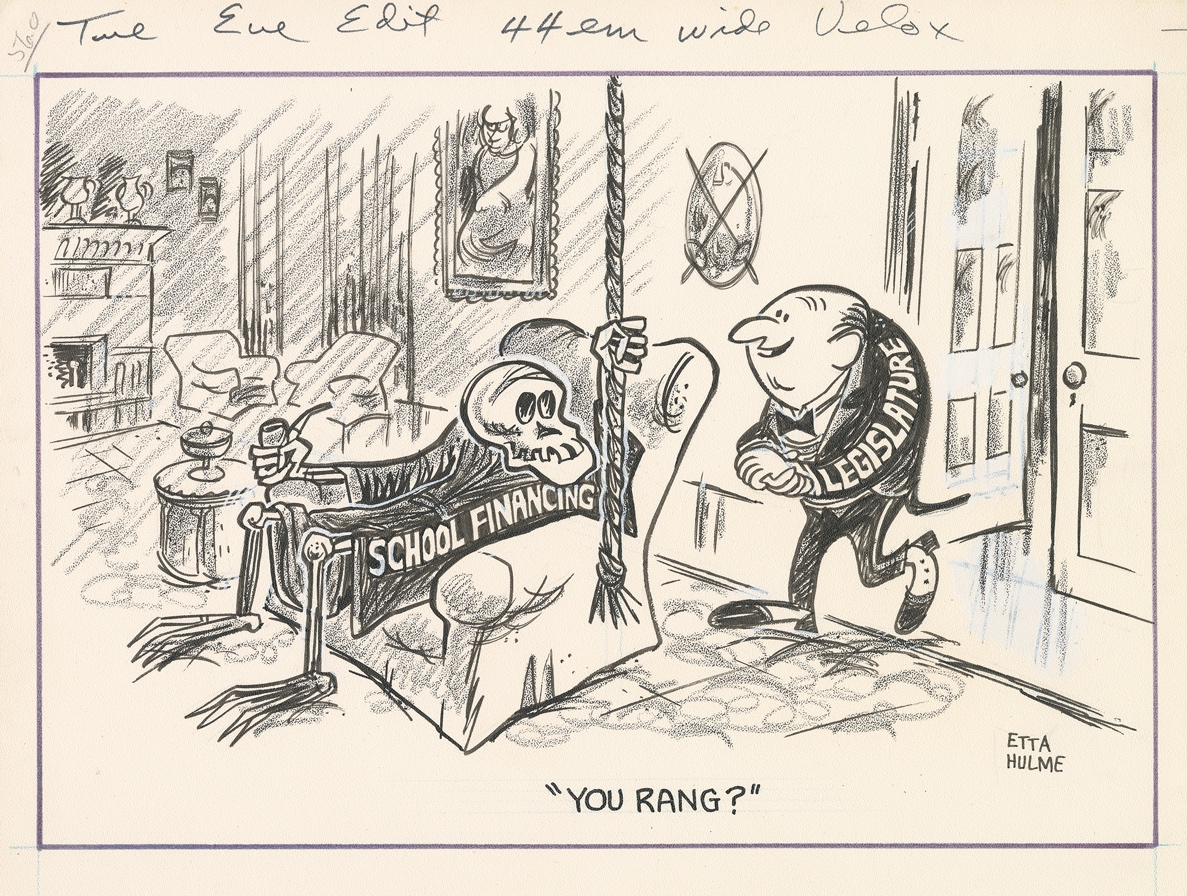 Tue Eve Edit 44em wide Velox
LEGISLATURE
SCHOOL FINANCING
ETTA
HULME
"YOU RANG?"